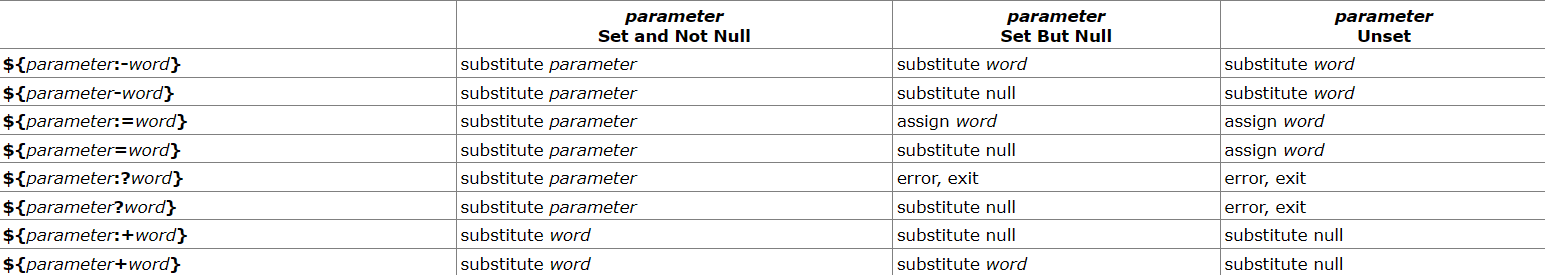 parameter parameter parameter
Set and Not Null Set But Null Unset
${parameter:-word} substitute parameter substitute word substitute word
${parameter-word} substitute parameter substitute null substitute word
${parameter:=word} substitute parameter assign word assign word
${parameter=word} substitute parameter substitute null assign word
${parameter:?word} substitute parameter error, exit error, exit
${parameter?word} substitute parameter substitute null error, exit
${parameter:+word} substitute word substitute null substitute null
${parameter+word} substitute word substitute word substitute null